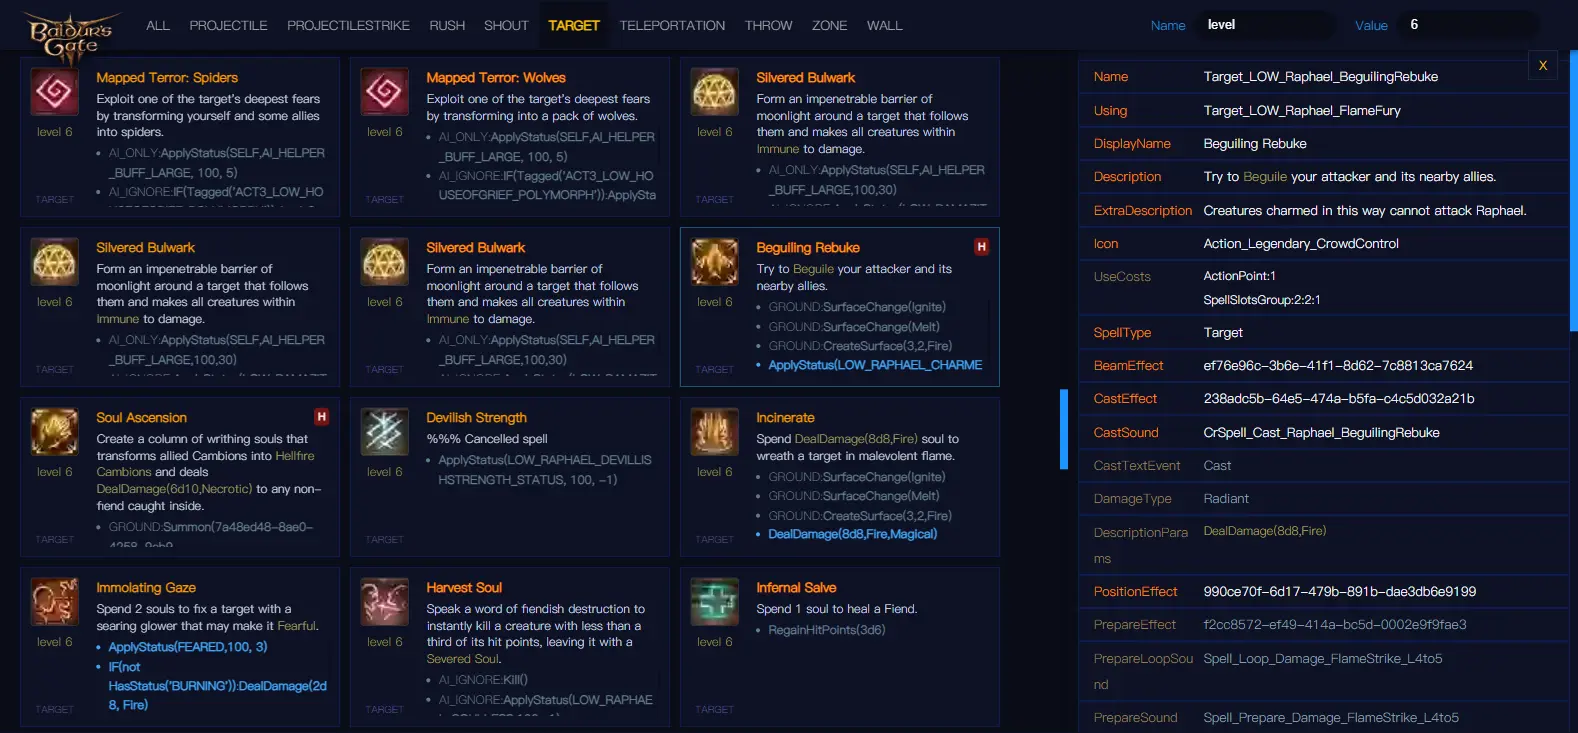 Baldur's Gate
ALL PROJECTILE PROJECTILESTRIKE RUSH SHOUT TARGET TELEPORTATION THROW ZONE WALL
Name level Value 6
Mapped Terror: Spiders
Exploit one of the target's deepest fears
by transforming yourself and some allies
into spiders.
AI_ONLY:ApplyStatus(SELF,AI_HELPER
_BUFF_LARGE, 100, 5)
AI_IGNORE:IF(Tagged('ACT3_LOW_HO
level 6
TARGET
Mapped Terror: Wolves
Exploit one of the target's deepest fears
by transforming into a pack of wolves.
AI_ONLY:ApplyStatus(SELF,AI_HELPER
_BUFF_LARGE, 100, 5)
AI_IGNORE:IF(Tagged('ACT3_LOW_HO
USEOFGRIEF_POLYMORPH')):ApplySta
level 6
TARGET
Silvered Bulwark
Form an impenetrable barrier of
moonlight around a target that follows
them and makes all creatures within
Immune to damage.
AI_ONLY:ApplyStatus(SELF,AI_HELPER
_BUFF_LARGE,100,30)
level 6
TARGET
Silvered Bulwark
Form an impenetrable barrier of
moonlight around a target that follows
them and makes all creatures within
Immune to damage.
AI_ONLY:ApplyStatus(SELF,AI_HELPER
_BUFF_LARGE,100,30)
level 6
TARGET
Silvered Bulwark
Form an impenetrable barrier of
moonlight around a target that follows
them and makes all creatures within
Immune to damage.
AI_ONLY:ApplyStatus(SELF,AI_HELPER
_BUFF_LARGE,100,30)
level 6
TARGET
Beguiling Rebuke H
Try to Beguile your attacker and its
nearby allies.
GROUND:SurfaceChange(Ignite)
GROUND:SurfaceChange(Melt)
GROUND:CreateSurface(3,2,Fire)
ApplyStatus(LOW_RAPHAEL_CHARME
level 6
TARGET
Soul Ascension H
Create a column of writhing souls that
transforms allied Cambions into Hellfire
Cambions and deals
DealDamage(6d10,Necrotic) to any non-
fiend caught inside.
GROUND:Summon(7a48ed48-8ae0-
level 6
TARGET
Devilish Strength
%%% Cancelled spell
ApplyStatus(LOW_RAPHAEL_DEVILLIS
HSTRENGTH_STATUS, 100, -1)
level 6
TARGET
Incinerate
Spend DealDamage(8d8,Fire) soul to
wreath a target in malevolent flame.
GROUND:SurfaceChange(Ignite)
GROUND:SurfaceChange(Melt)
GROUND:CreateSurface(3,2,Fire)
DealDamage(8d8,Fire,Magical)
level 6
TARGET
Immolating Gaze
Spend 2 souls to fix a target with a
searing glower that may make it Fearful.
ApplyStatus(FEARED,100, 3)
IF(not
HasStatus('BURNING')):DealDamage(2d
8, Fire)
level 6
TARGET
Harvest Soul
Speak a word of fiendish destruction to
instantly kill a creature with less than a
third of its hit points, leaving it with a
Severed Soul.
AI_IGNORE:Kill()
AI_IGNORE:ApplyStatus(LOW_RAPHAE
level 6
TARGET
Infernal Salve
Spend 1 soul to heal a Fiend.
RegainHitPoints(3d6)
level 6
TARGET
X
Name Target_LOW_Raphael_BeguilingRebuke
Using Target_LOW_Raphael_FlameFury
DisplayName Beguiling Rebuke
Description Try to Beguile your attacker and its nearby allies.
ExtraDescription Creatures charmed in this way cannot attack Raphael.
Icon Action_Legendary_CrowdControl
UseCosts ActionPoint:1
SpellSlotsGroup:2:2:1
SpellType Target
BeamEffect ef76e96c-3b6e-41f1-8d62-7c8813ca7624
CastEffect 238adc5b-64e5-474a-b5fa-c4c5d032a21b
CastSound CrSpell_Cast_Raphael_BeguilingRebuke
CastTextEvent Cast
DamageType Radiant
DescriptionPara DealDamage(8d8,Fire)
ms
PositionEffect 990ce70f-6d17-479b-891b-dae3db6e9199
PrepareEffect f2cc8572-ef49-414a-bc5d-0002e9f9fae3
PrepareLoopSou Spell_Loop_Damage_FlameStrike_L4to5
nd
PrepareSound Spell_Prepare_Damage_FlameStrike_L4to5